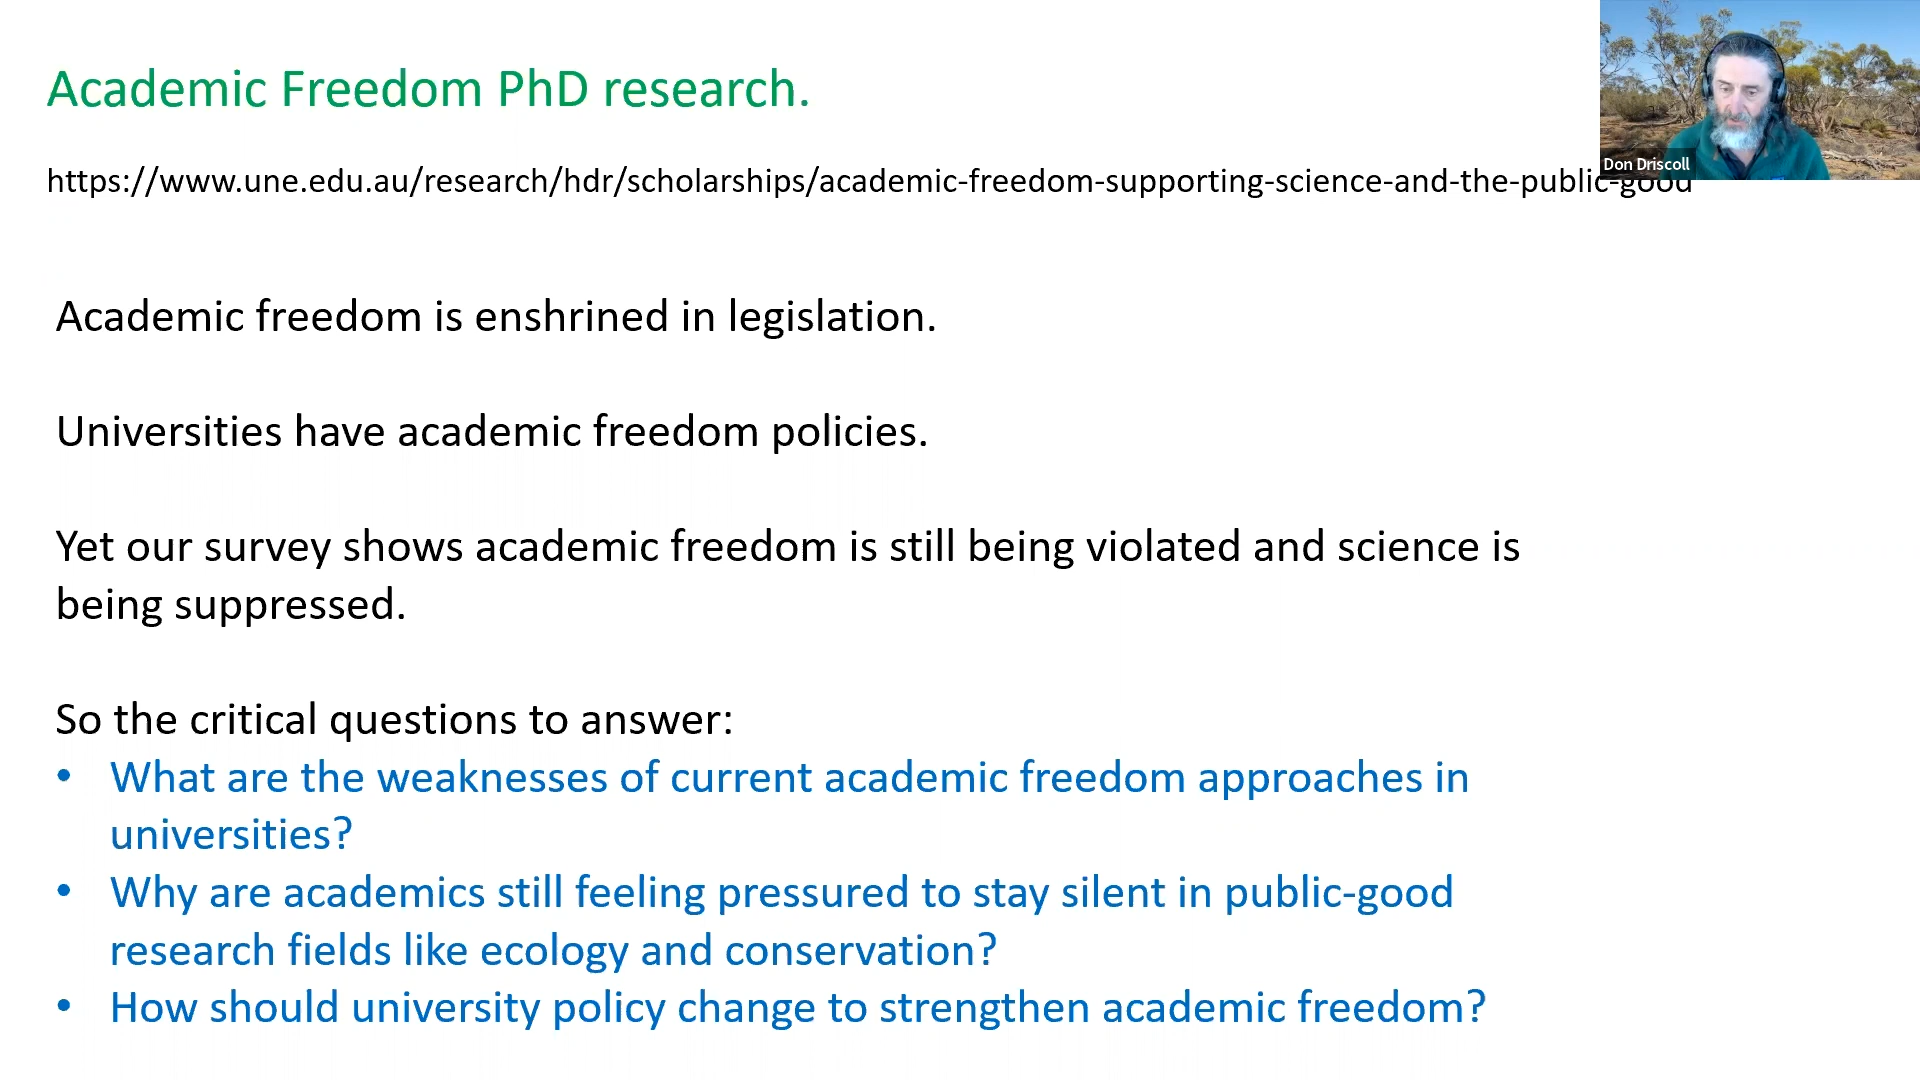 Academic Freedom PhD research.
Don Driscoll
https://www.une.edu.au/research/hdr/scholarships/academic-freedom-supporting-science-and-the-public-good
Academic freedom is enshrined in legislation.
Universities have academic freedom policies.
Yet our survey shows academic freedom is still being violated and science is
being suppressed.
So the critical questions to answer:
• What are the weaknesses of current academic freedom approaches in
universities?
• Why are academics still feeling pressured to stay silent in public-good
research fields like ecology and conservation?
• How should university policy change to strengthen academic freedom?